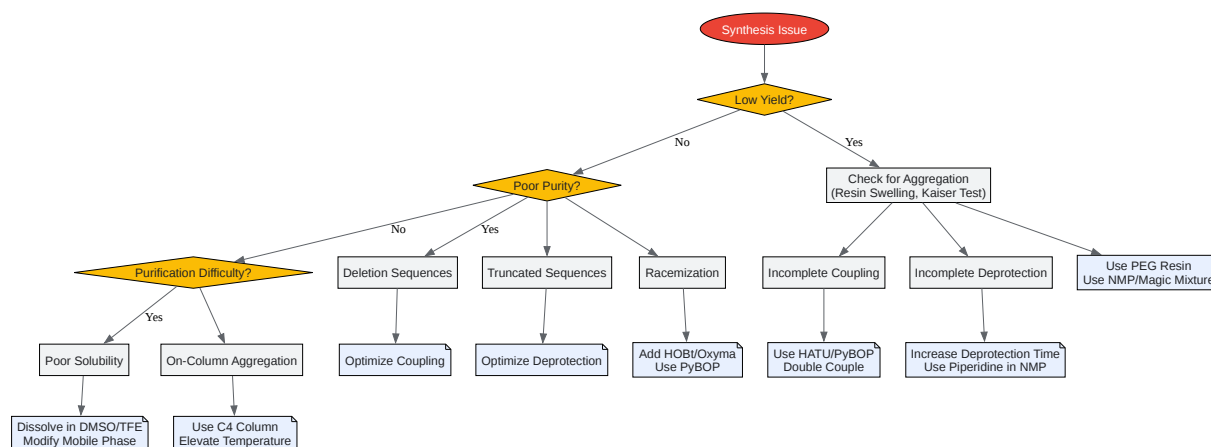 Synthesis Issue
Low Yield?
No
Yes
Poor Purity?
Check for Aggregation
(Resin Swelling, Kaiser Test)
No
Yes
Purification Difficulty?
Deletion Sequences
Truncated Sequences
Racemization
Incomplete Coupling
Incomplete Deprotection
Use PEG Resin
Use NMP/Magic Mixture
Yes
Poor Solubility
On-Column Aggregation
Optimize Coupling
Optimize Deprotection
Add HOBt/Oxyma
Use PyBOP
Use HATU/PyBOP
Double Couple
Increase Deprotection Time
Use Piperidine in NMP
Dissolve in DMSO/TFE
Modify Mobile Phase
Use C4 Column
Elevate Temperature